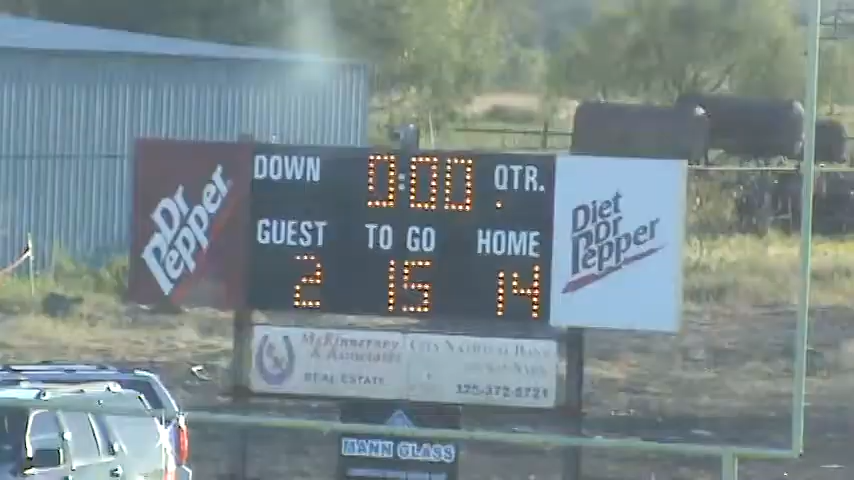 DOWN 0:00 QTR.
GUEST TO GO HOME
2 15 14
Dr Pepper
Diet Dr Pepper
McKinnerney & Associates
REAL ESTATE
City National Bank
325-372-5721
MANN GLASS